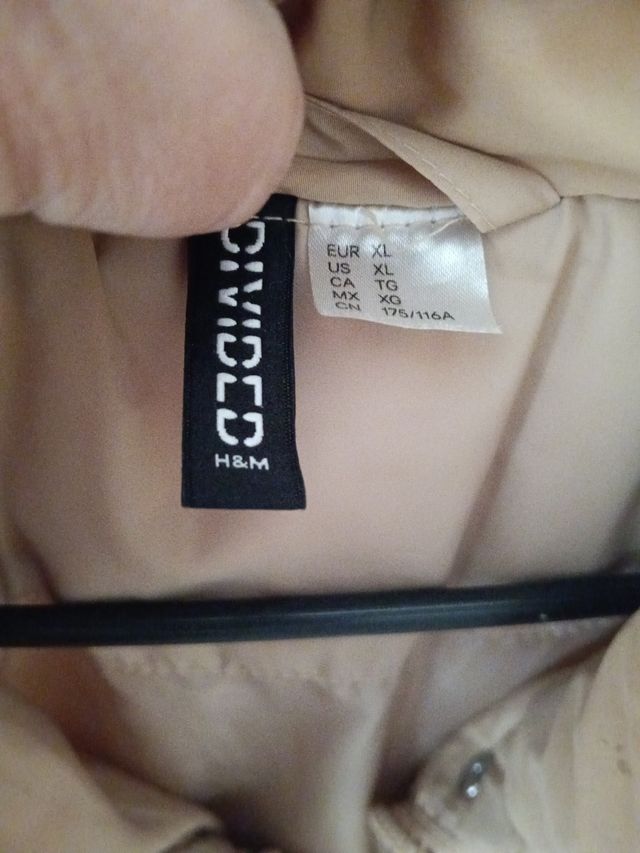 DIVIDED
H&M
EUR XL
US XL
CA TG
MX XG
CN 175/116A